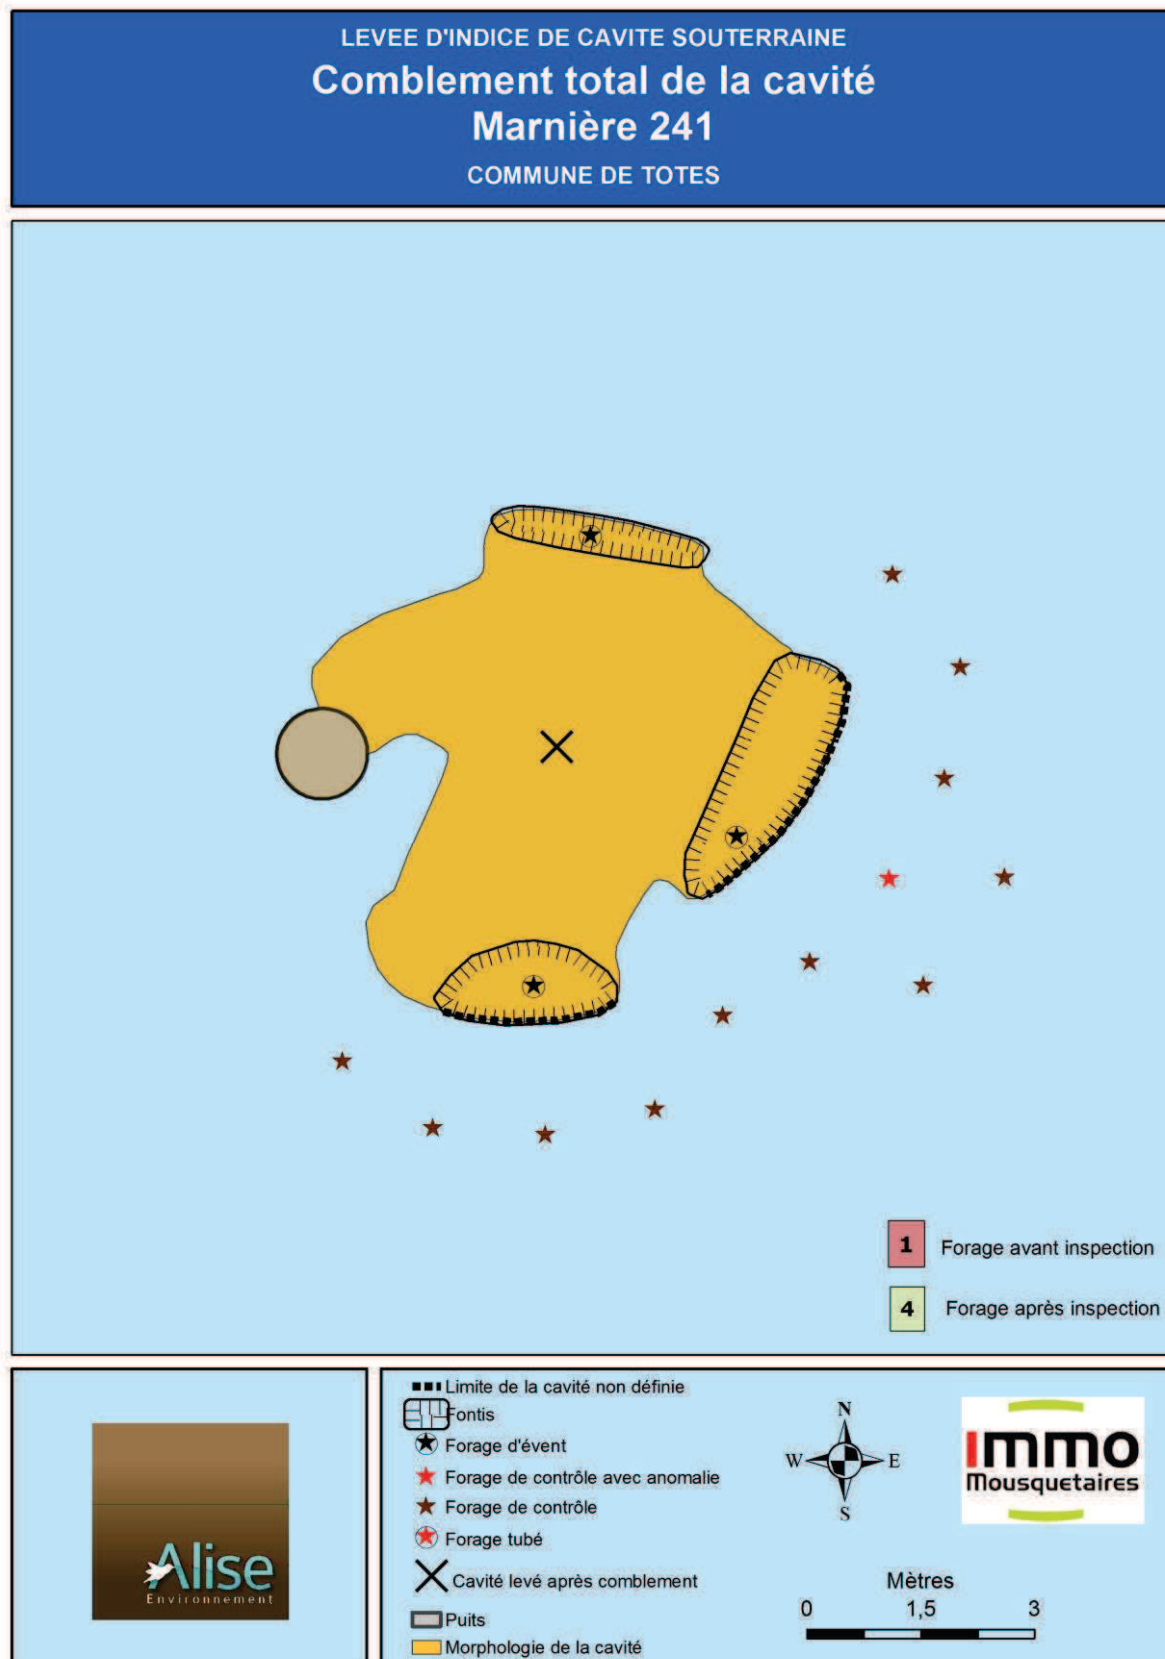 LEVEE D'INDICE DE CAVITE SOUTERRAINE
Comblement total de la cavité
Marnière 241
COMMUNE DE TOTES
1 Forage avant inspection
4 Forage après inspection
Alise
Environnement
Limite de la cavité non définie
Fontis
Forage d'évent
Forage de contrôle avec anomalie
Forage de contrôle
Forage tubé
Cavité levé après comblement
Puits
Morphologie de la cavité
N
W E
S
Mètres
0 1,5 3
Immo
Mousquetaires